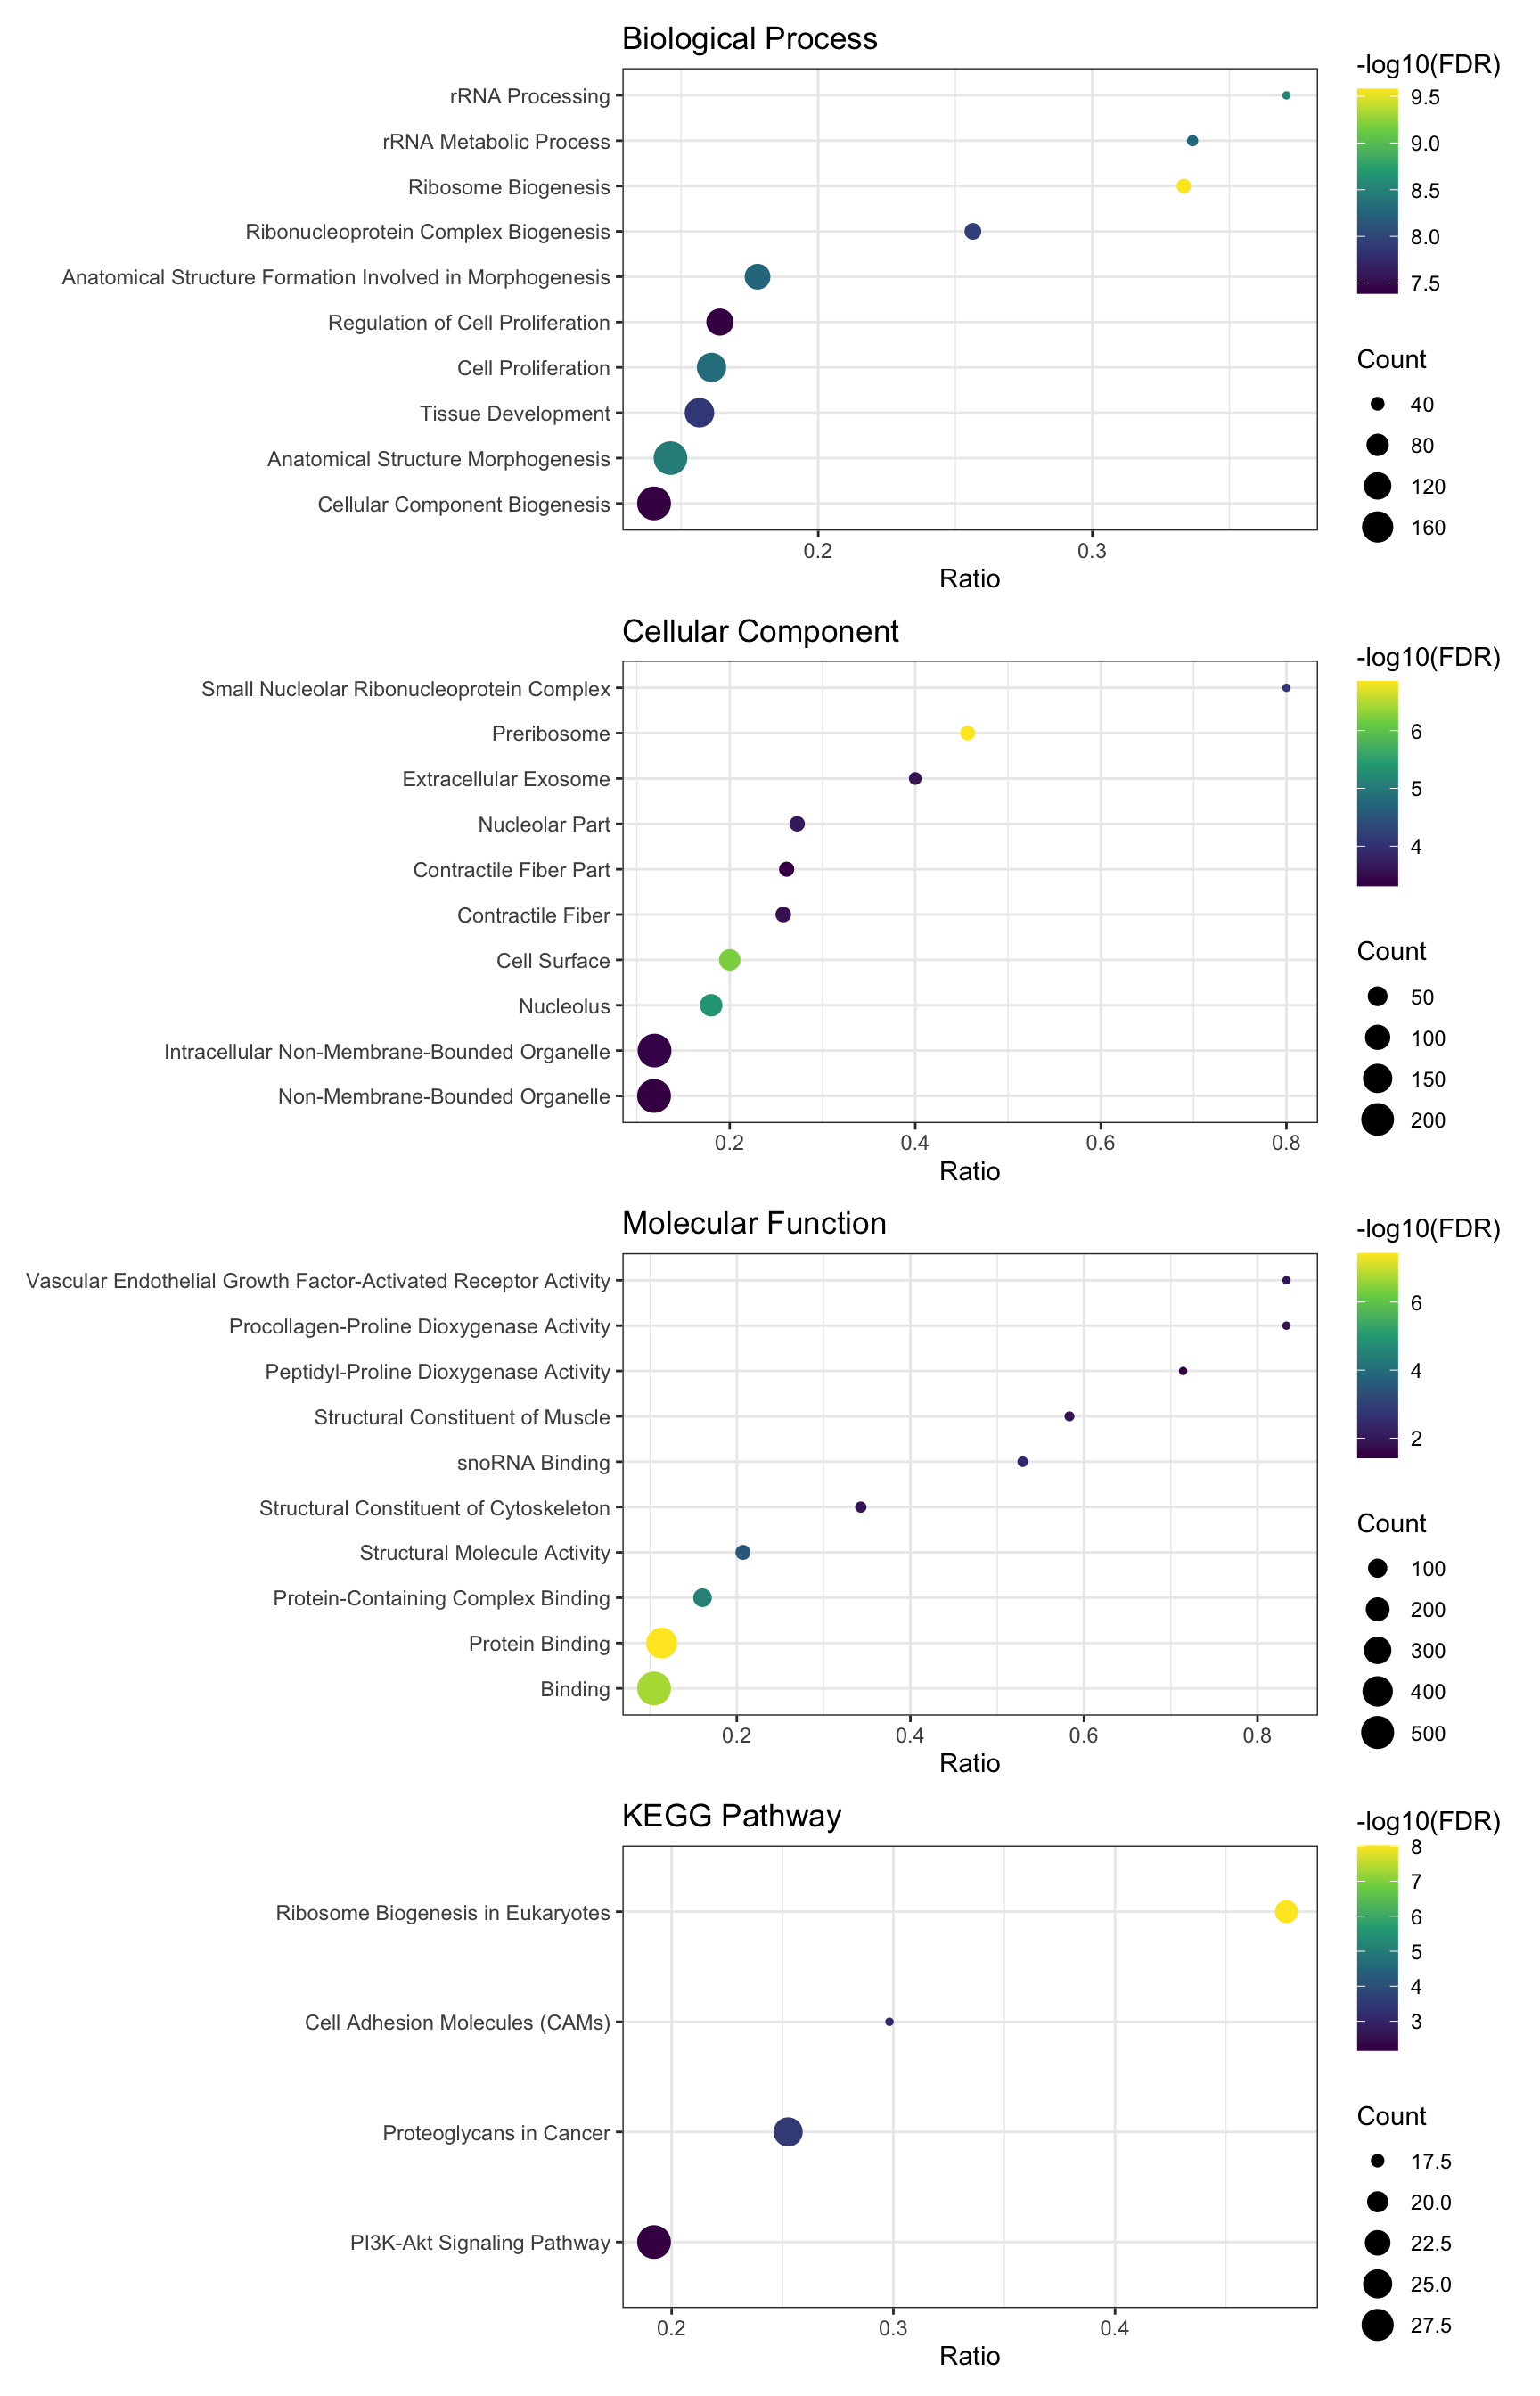 Biological Process
rRNA Processing
rRNA Metabolic Process
Ribosome Biogenesis
Ribonucleoprotein Complex Biogenesis
Anatomical Structure Formation Involved in Morphogenesis
Regulation of Cell Proliferation
Cell Proliferation
Tissue Development
Anatomical Structure Morphogenesis
Cellular Component Biogenesis
0.2 0.3
Ratio
-log10(FDR)
9.5
9.0
8.5
8.0
7.5
Count
40
80
120
160
Cellular Component
Small Nucleolar Ribonucleoprotein Complex
Preribosome
Extracellular Exosome
Nucleolar Part
Contractile Fiber Part
Contractile Fiber
Cell Surface
Nucleolus
Intracellular Non-Membrane-Bounded Organelle
Non-Membrane-Bounded Organelle
0.2 0.4 0.6 0.8
Ratio
-log10(FDR)
6
5
4
Count
50
100
150
200
Molecular Function
Vascular Endothelial Growth Factor-Activated Receptor Activity
Procollagen-Proline Dioxygenase Activity
Peptidyl-Proline Dioxygenase Activity
Structural Constituent of Muscle
snoRNA Binding
Structural Constituent of Cytoskeleton
Structural Molecule Activity
Protein-Containing Complex Binding
Protein Binding
Binding
0.2 0.4 0.6 0.8
Ratio
-log10(FDR)
6
4
2
Count
100
200
300
400
500
KEGG Pathway
Ribosome Biogenesis in Eukaryotes
Cell Adhesion Molecules (CAMs)
Proteoglycans in Cancer
PI3K-Akt Signaling Pathway
0.2 0.3 0.4
Ratio
-log10(FDR)
8
7
6
5
4
3
Count
17.5
20.0
22.5
25.0
27.5